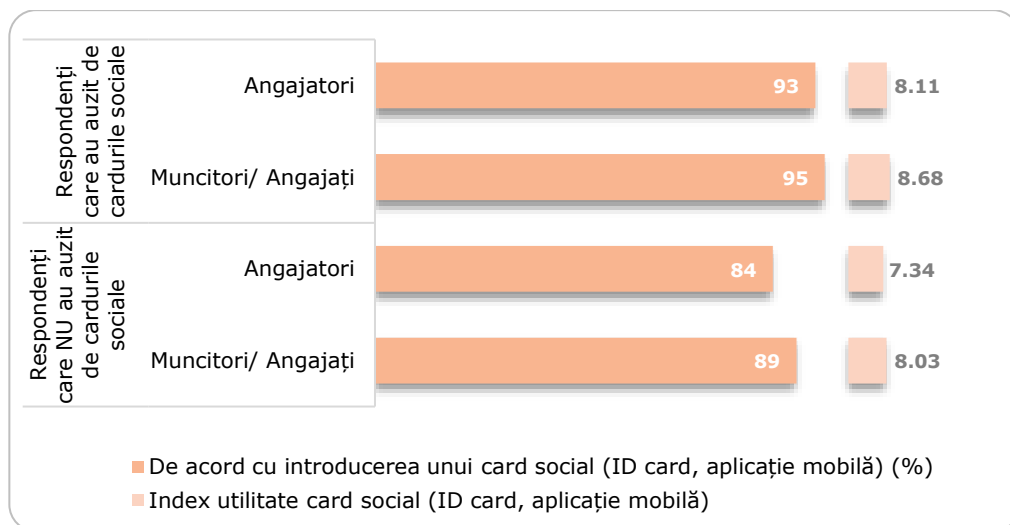 Respondenți
care au auzit de
cardurile sociale
Angajatori
93
8.11
Muncitori/ Angajați
95
8.68
Respondenți
care NU au auzit
de cardurile
sociale
Angajatori
84
7.34
Muncitori/ Angajați
89
8.03
De acord cu introducerea unui card social (ID card, aplicație mobilă) (%)
Index utilitate card social (ID card, aplicație mobilă)